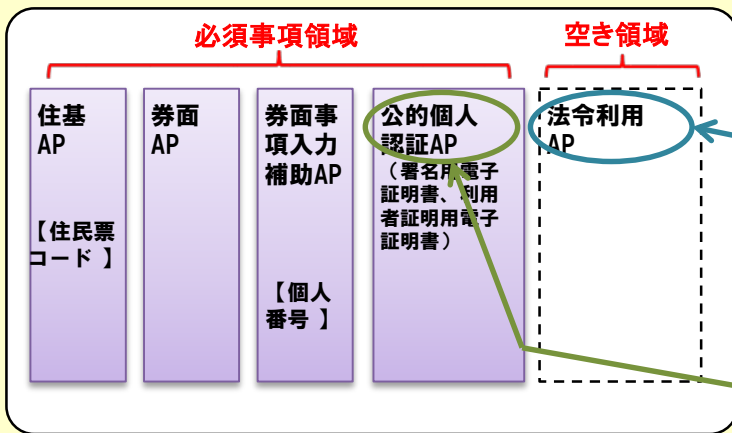 必須事項領域
空き領域
住基
AP
【住民票
コード 】
券面
AP
券面事
項入力
補助AP
【個人
番号 】
公的個人
認証AP
（署名用電子
証明書、利用
者証明用電子
証明書）
法令利用
AP